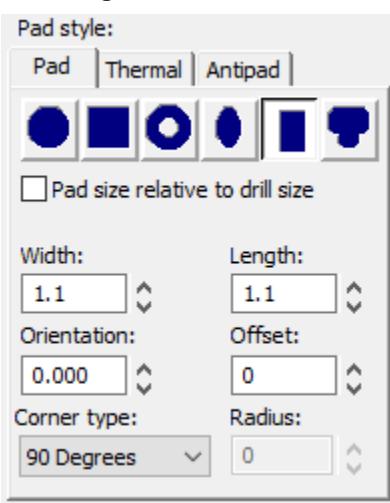 Pad style:
Pad Thermal Antipad
Pad size relative to drill size
Width: Length:
1.1 1.1
Orientation: Offset:
0.000 0
Corner type: Radius:
90 Degrees 0